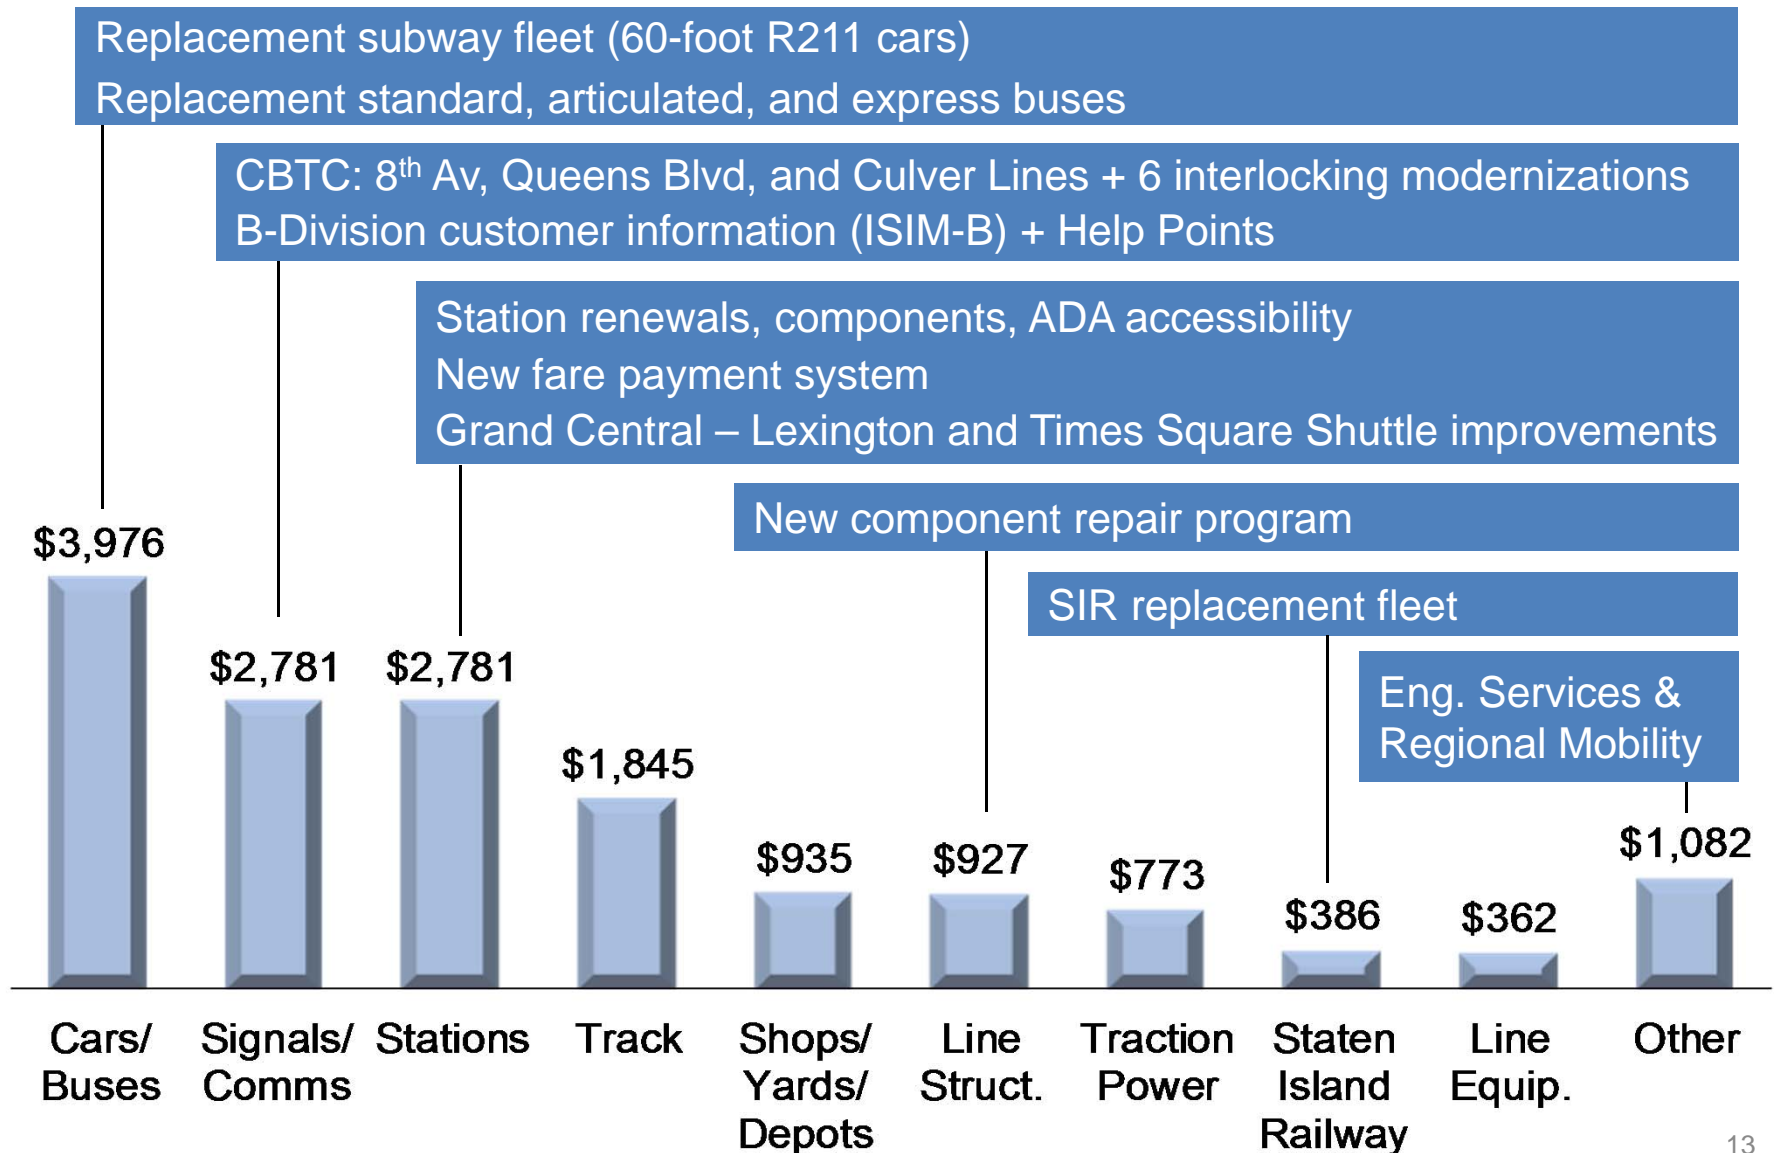 Replacement subway fleet (60-foot R211 cars)
Replacement standard, articulated, and express buses
CBTC: 8th Av, Queens Blvd, and Culver Lines + 6 interlocking modernizations
B-Division customer information (ISIM-B) + Help Points
Station renewals, components, ADA accessibility
New fare payment system
Grand Central – Lexington and Times Square Shuttle improvements
New component repair program
SIR replacement fleet
Eng. Services &
Regional Mobility
$3,976
$2,781
$2,781
$1,845
$935
$927
$773
$386
$362
$1,082
Cars/
Buses
Signals/
Comms
Stations
Track
Shops/
Yards/
Depots
Line
Struct.
Traction
Power
Staten
Island
Railway
Line
Equip.
Other
13